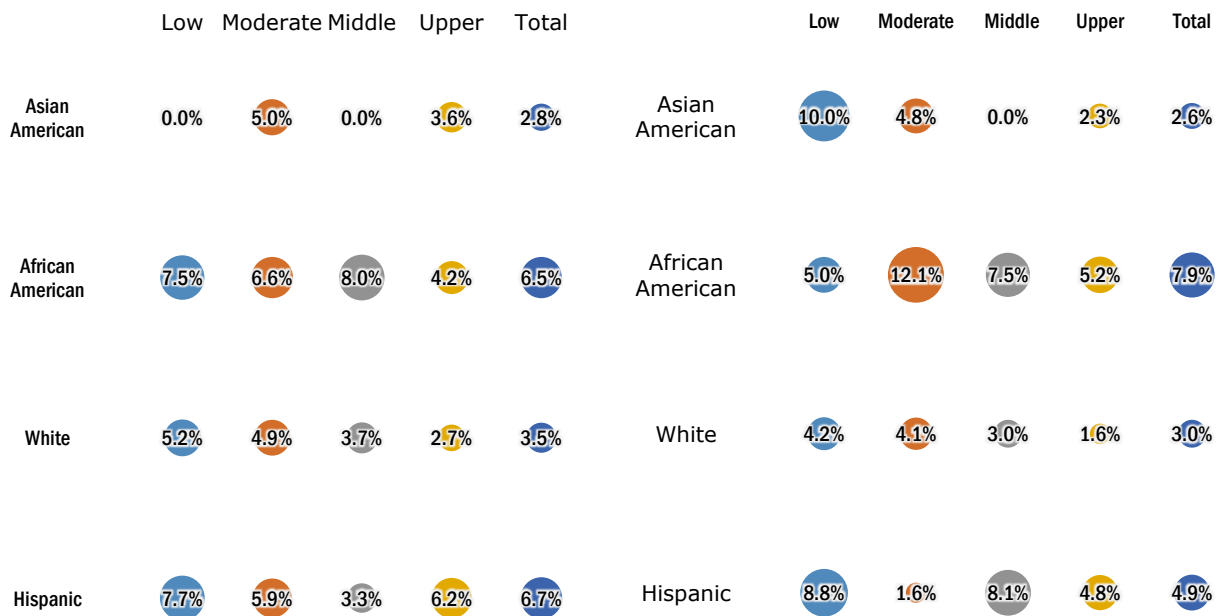 Low Moderate Middle Upper Total
Asian
American
0.0% 5.0% 0.0% 3.6% 2.8%
African
American
7.5% 6.6% 8.0% 4.2% 6.5%
White 5.2% 4.9% 3.7% 2.7% 3.5%
Hispanic 7.7% 5.9% 3.3% 6.2% 6.7%
Low Moderate Middle Upper Total
Asian
American
10.0% 4.8% 0.0% 2.3% 2.6%
African
American
5.0% 12.1% 7.5% 5.2% 7.9%
White 4.2% 4.1% 3.0% 1.6% 3.0%
Hispanic 8.8% 1.6% 8.1% 4.8% 4.9%